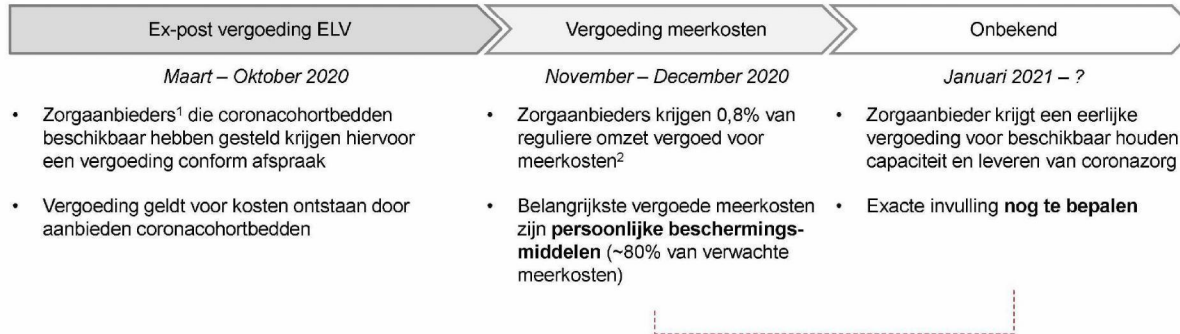 Ex-post vergoeding ELV
Maart – Oktober 2020
• Zorgaanbieders¹ die coronacohortbedden
beschikbaar hebben gesteld krijgen hiervoor
een vergoeding conform afspraak
• Vergoeding geldt voor kosten ontstaan door
aanbieden coronacohortbedden
Vergoeding meerkosten
November – December 2020
• Zorgaanbieders krijgen 0,8% van
reguliere omzet vergoed voor
meerkosten²
• Belangrijkste vergoede meerkosten
zijn persoonlijke beschermings-
middelen (~80% van verwachte
meerkosten)
Onbekend
Januari 2021 – ?
• Zorgaanbieder krijgt een eerlijke
vergoeding voor beschikbaar houden
capaciteit en leveren van coronazorg
• Exacte invulling nog te bepalen